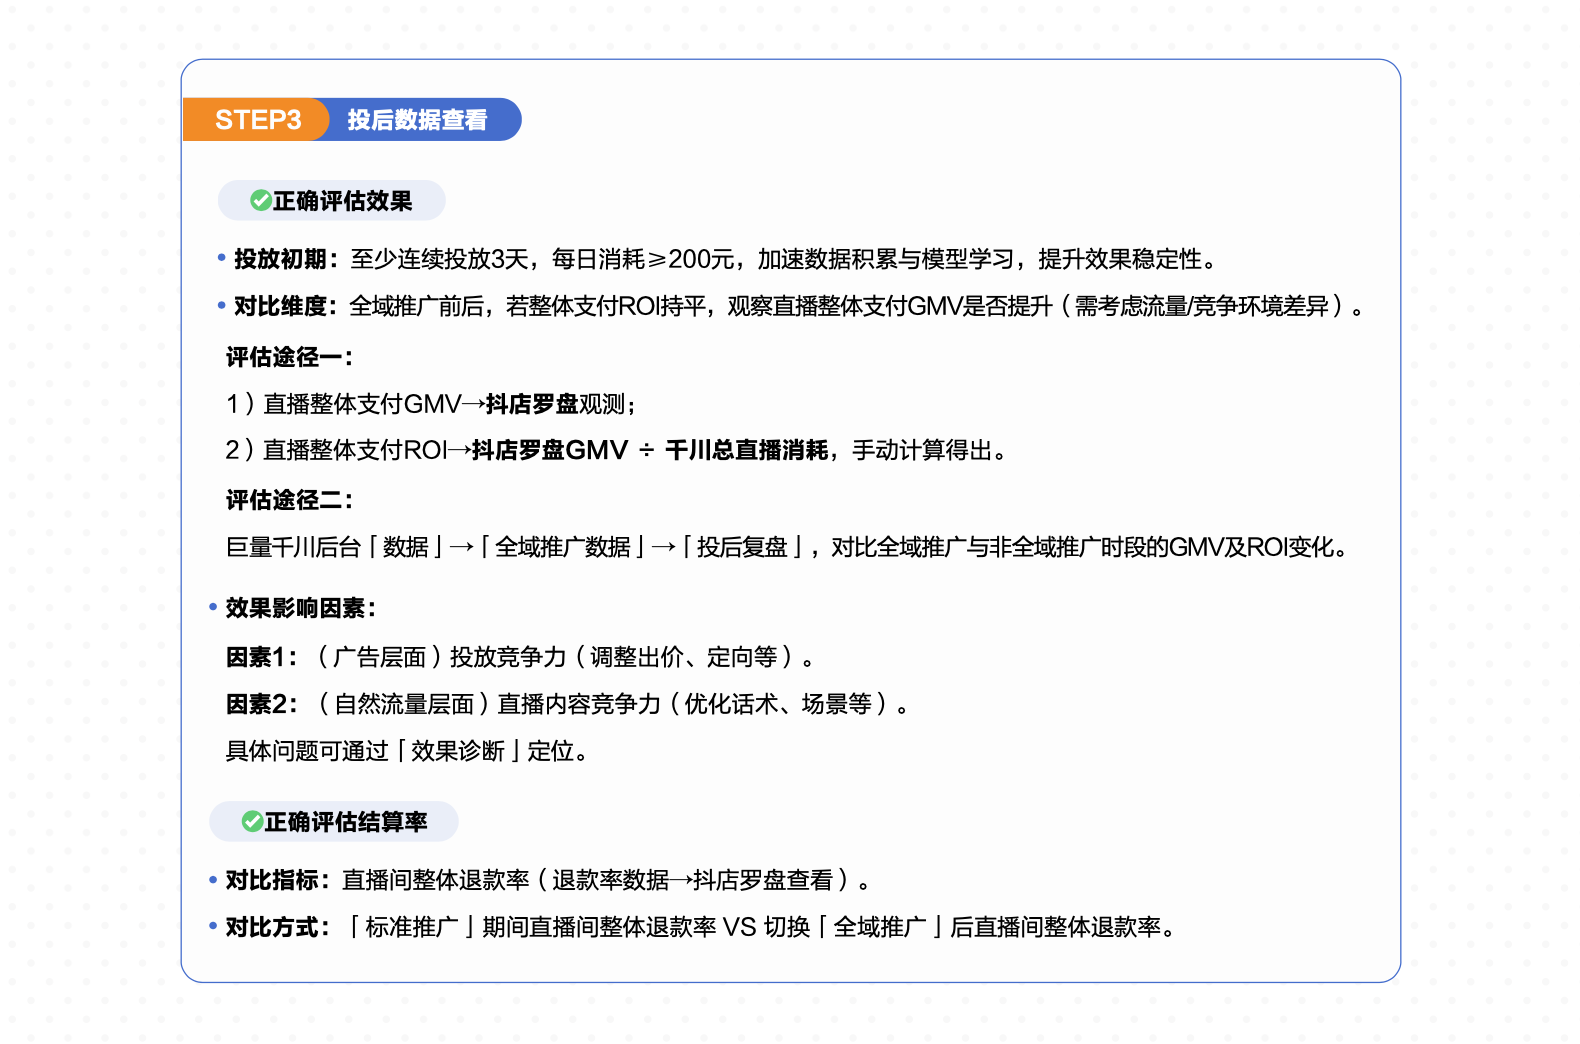 STEP3 投后数据查看
正确评估效果
• 投放初期：至少连续投放3天，每日消耗≥200元，加速数据积累与模型学习，提升效果稳定性。
• 对比维度：全域推广前后，若整体支付ROI持平，观察直播整体支付GMV是否提升（需考虑流量/竞争环境差异）。
评估途径一：
1）直播整体支付GMV→抖店罗盘观测；
2）直播整体支付ROI→抖店罗盘GMV ÷ 千川总直播消耗，手动计算得出。
评估途径二：
巨量千川后台「数据」→「全域推广数据」→「投后复盘」，对比全域推广与非全域推广时段的GMV及ROI变化。
• 效果影响因素：
因素1：（广告层面）投放竞争力（调整出价、定向等）。
因素2：（自然流量层面）直播内容竞争力（优化话术、场景等）。
具体问题可通过「效果诊断」定位。
正确评估结算率
• 对比指标：直播间整体退款率（退款率数据→抖店罗盘查看）。
• 对比方式：「标准推广」期间直播间整体退款率 VS 切换「全域推广」后直播间整体退款率。